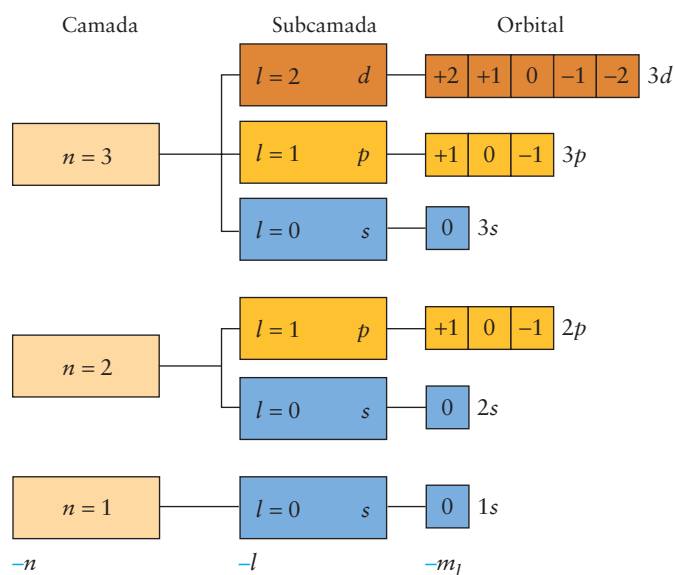 Camada Subcamada Orbital
l = 2 d +2 +1 0 –1 –2 3d
n = 3 l = 1 p +1 0 –1 3p
l = 0 s 0 3s
l = 1 p +1 0 –1 2p
n = 2
l = 0 s 0 2s
n = 1 l = 0 s 0 1s
–n –l –mₗ